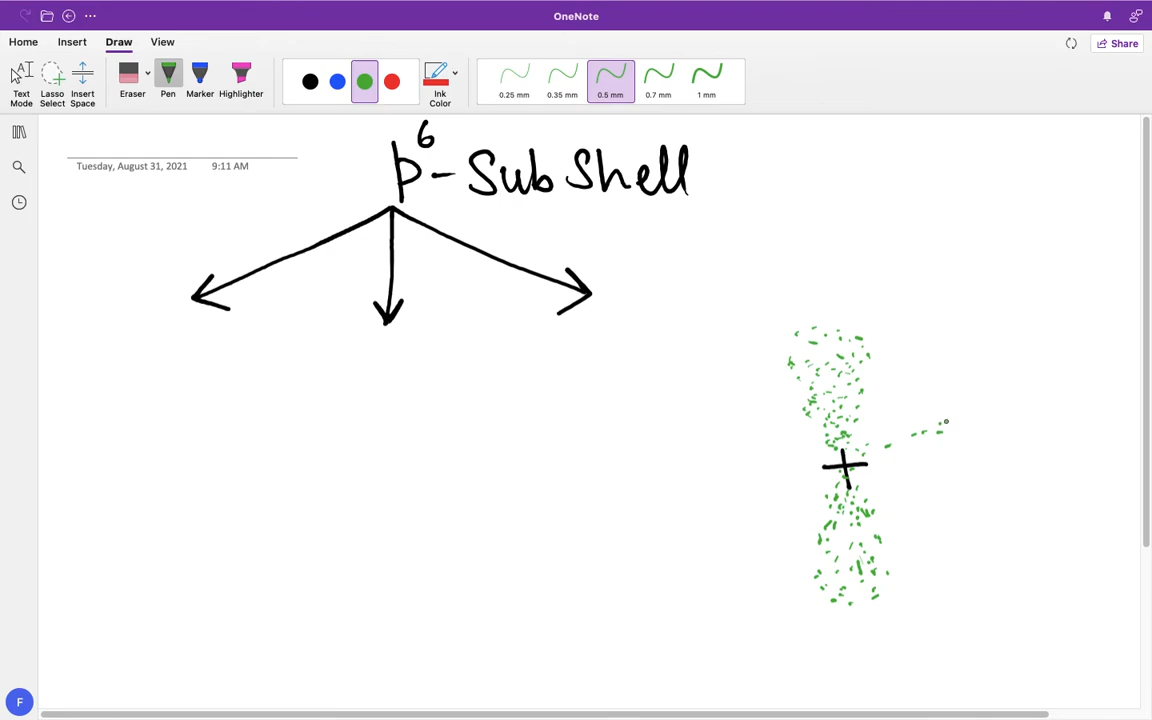 OneNote
Home Insert Draw View
Share
Text Mode
Lasso Select
Insert Space
Eraser
Pen
Marker
Highlighter
Ink Color
0.25 mm
0.35 mm
0.5 mm
0.7 mm
1 mm
Tuesday, August 31, 2021 9:11 AM
p⁶ - SubShell
F